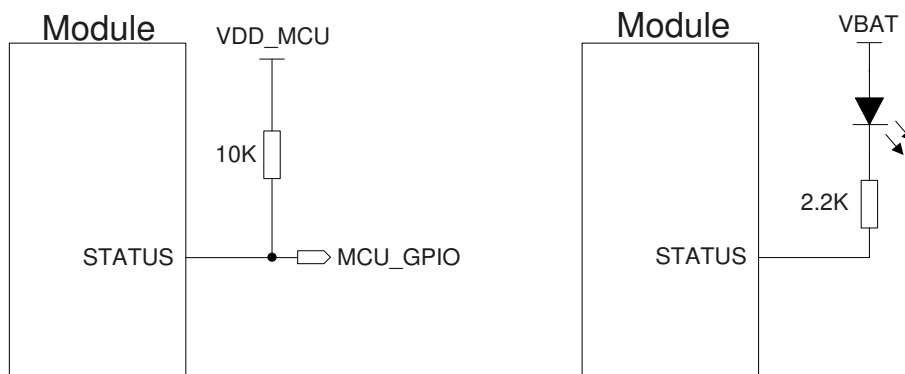 Module
VDD_MCU
10K
STATUS
MCU_GPIO
Module
VBAT
2.2K
STATUS